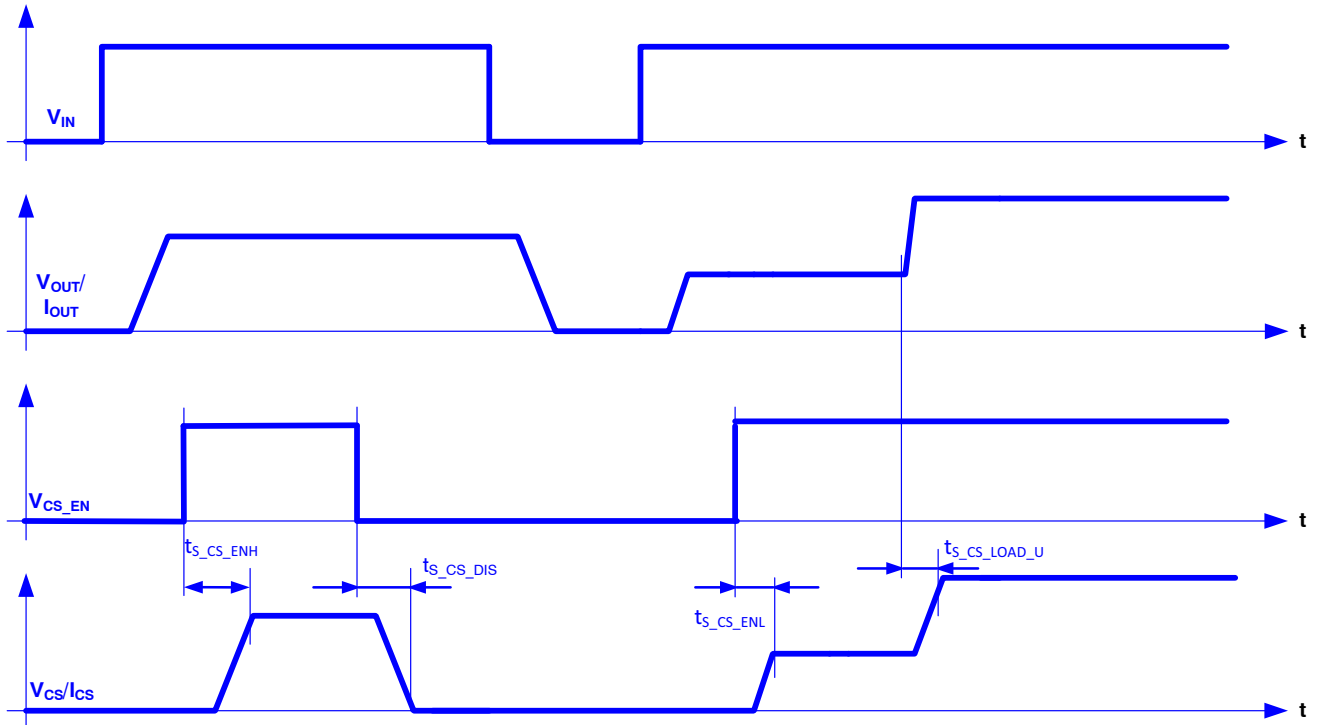 V_IN
t
V_OUT/
I_OUT
t
V_CS_EN
t
t_S_CS_ENH
t_S_CS_DIS
t_S_CS_ENL
t_S_CS_LOAD_U
V_CS/I_CS
t